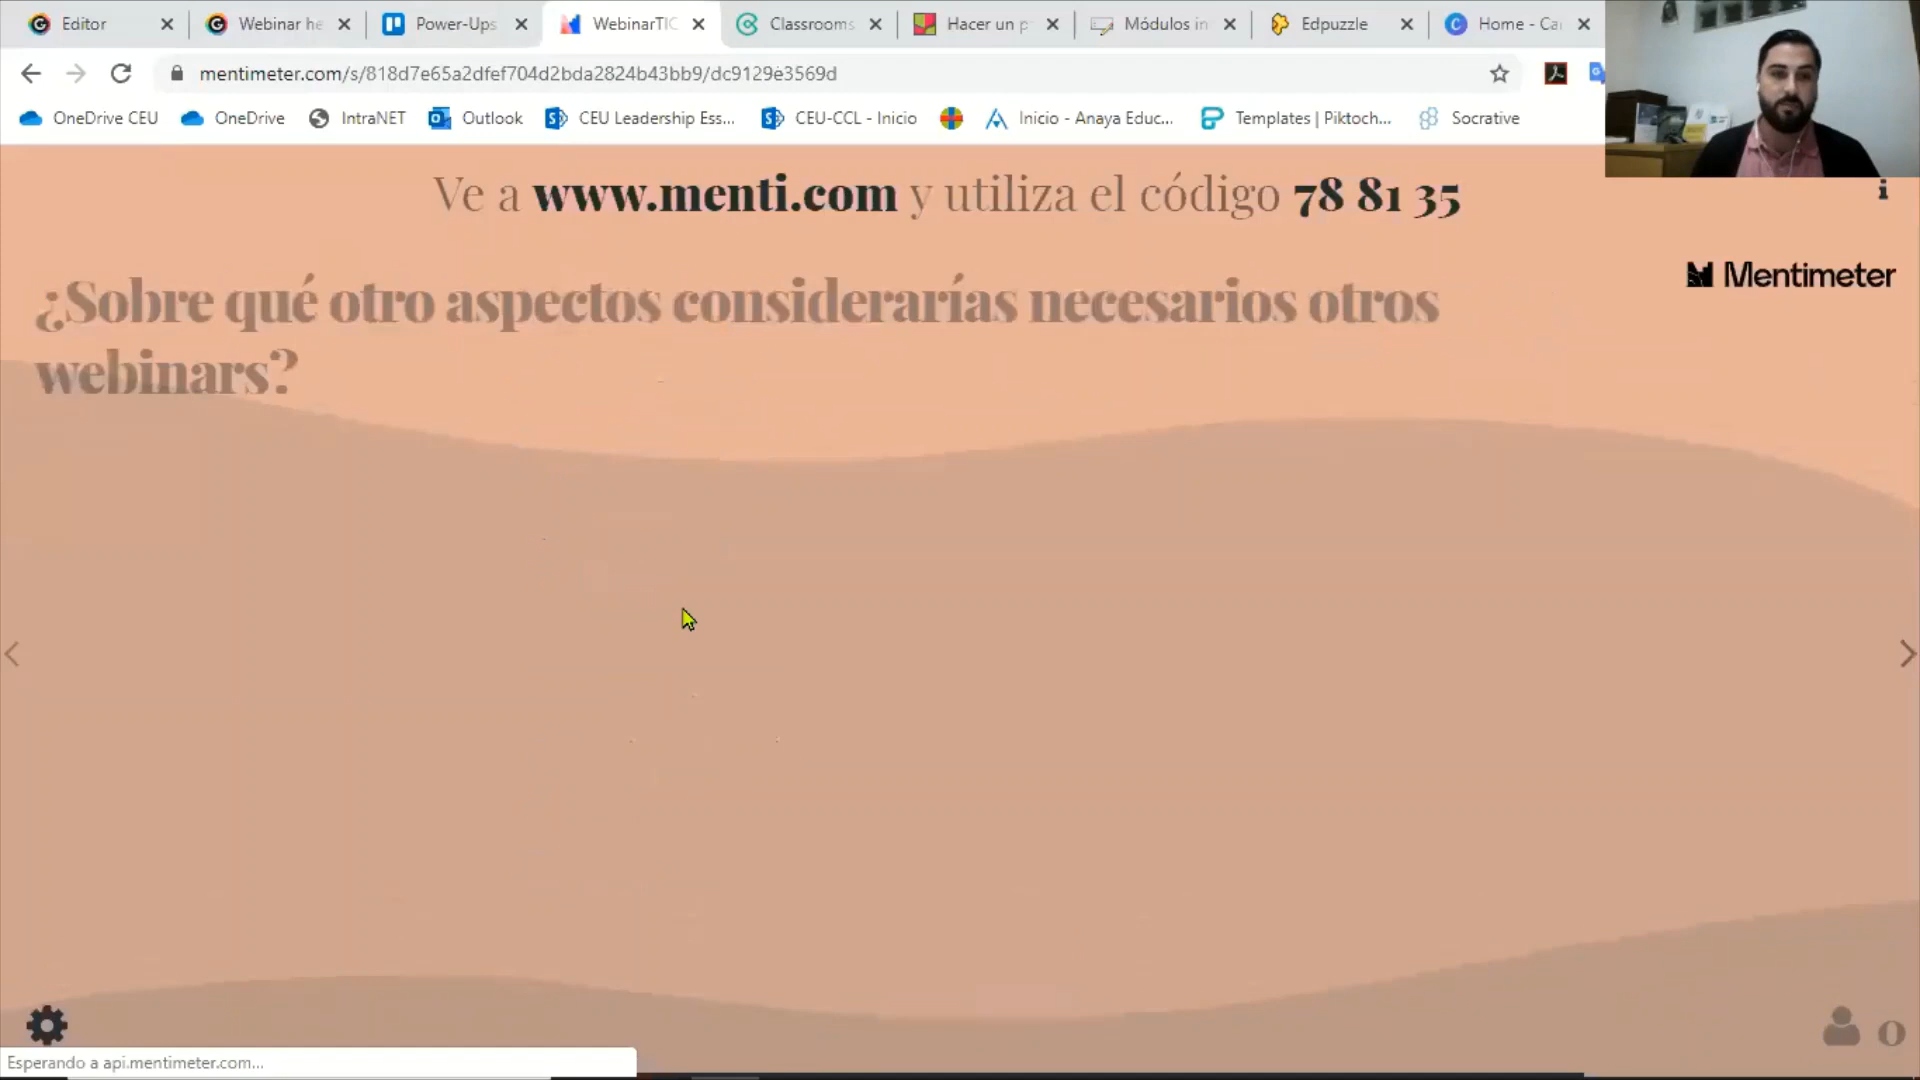 Editor
Webinar he
Power-Ups
WebinarTIC
Classrooms
Hacer un p
Módulos in
Edpuzzle
Home - Ca
mentimeter.com/s/818d7e65a2dfef704d2bda2824b43bb9/dc9129e3569d
OneDrive CEU
OneDrive
IntraNET
Outlook
CEU Leadership Ess...
CEU-CCL - Inicio
Inicio - Anaya Educ...
Templates | Piktoch...
Socrative
Ve a www.menti.com y utiliza el código 78 81 35
Mentimeter
¿Sobre qué otro aspectos considerarías necesarios otros
webinars?
0
Esperando a api.mentimeter.com...